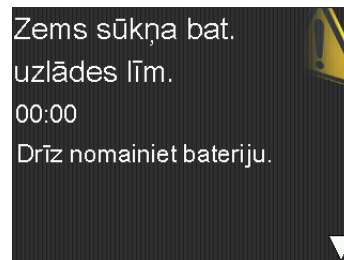 Zems sūkņa bat.
uzlādes līm.
00:00
Drīz nomainiet bateriju.